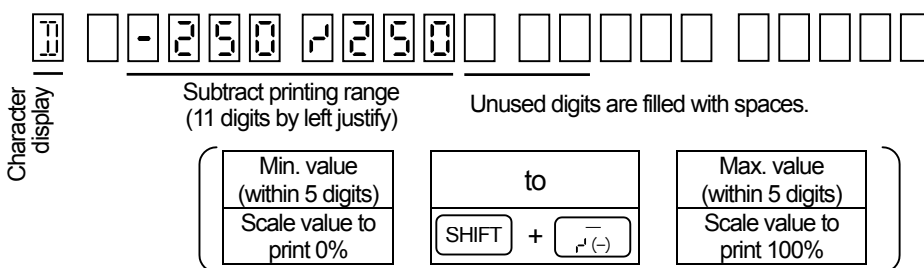 D -250~250
Character display
Subtract printing range
(11 digits by left justify)
Unused digits are filled with spaces.
Min. value
(within 5 digits)
to
Max. value
(within 5 digits)
Scale value to
print 0%
SHIFT + (–)
Scale value to
print 100%